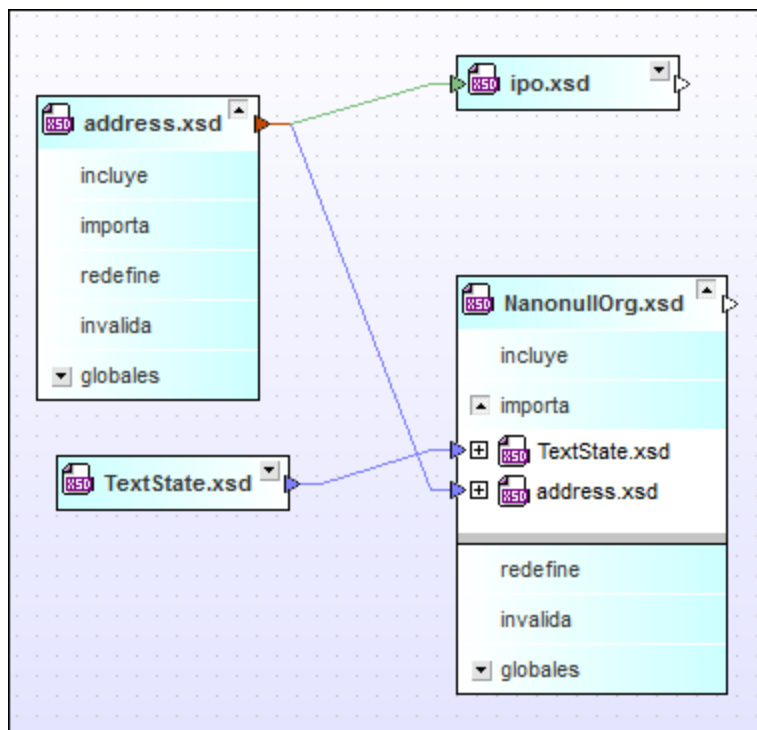 address.xsd
incluye
importa
redefine
invalida
globales
TextState.xsd
ipo.xsd
NanonullOrg.xsd
incluye
importa
TextState.xsd
address.xsd
redefine
invalida
globales